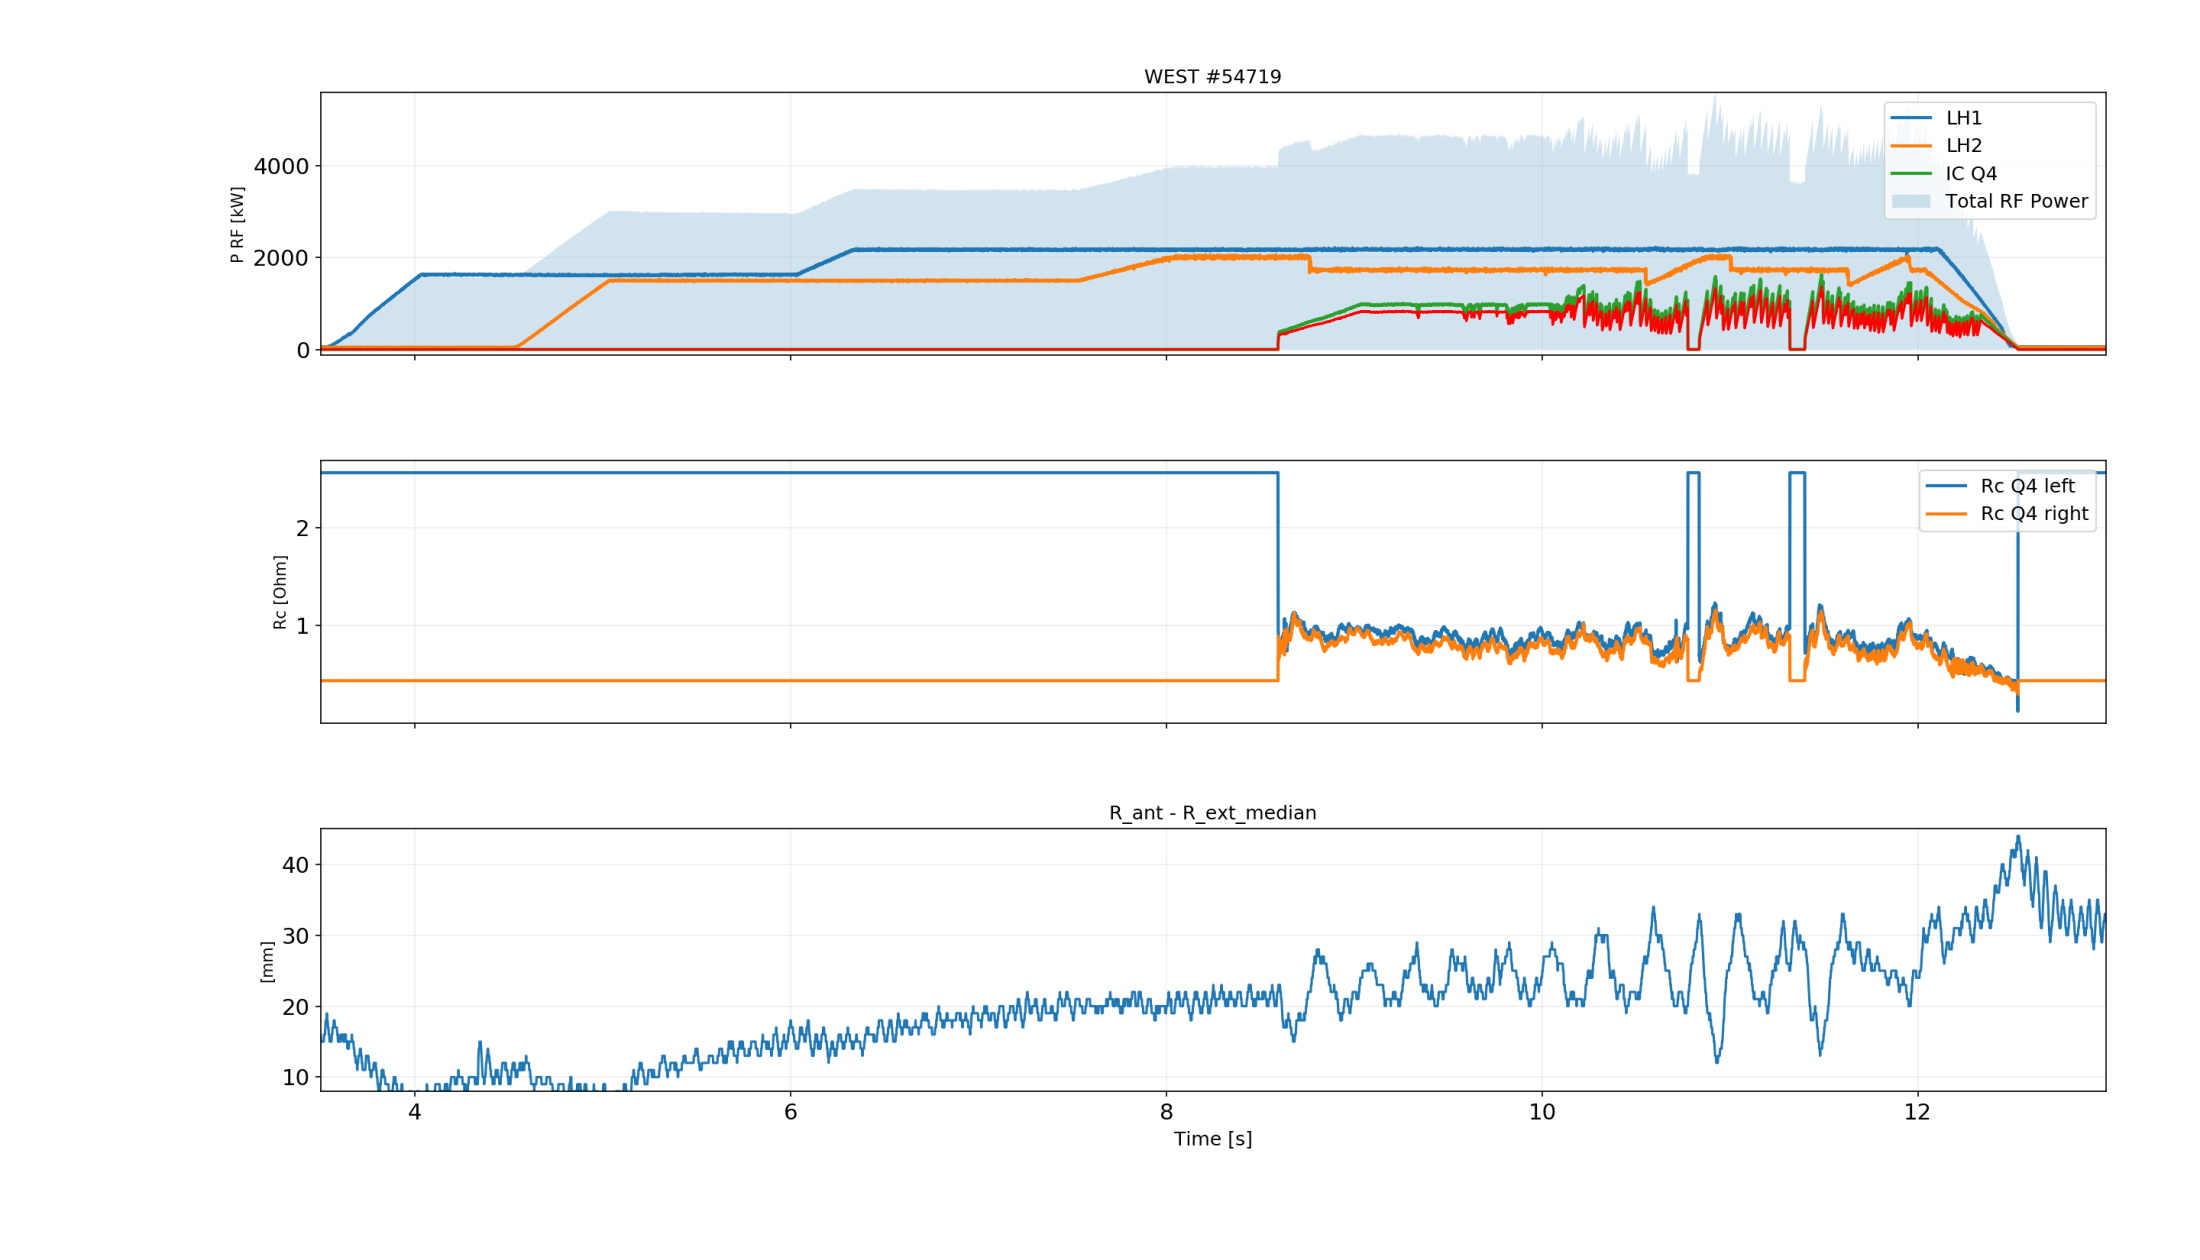 WEST #54719
P RF [kW]
4000
2000
0
LH1
LH2
IC Q4
Total RF Power
Rc [Ohm]
2
1
Rc Q4 left
Rc Q4 right
R_ant - R_ext_median
[mm]
40
30
20
10
4 6 8 10 12
Time [s]